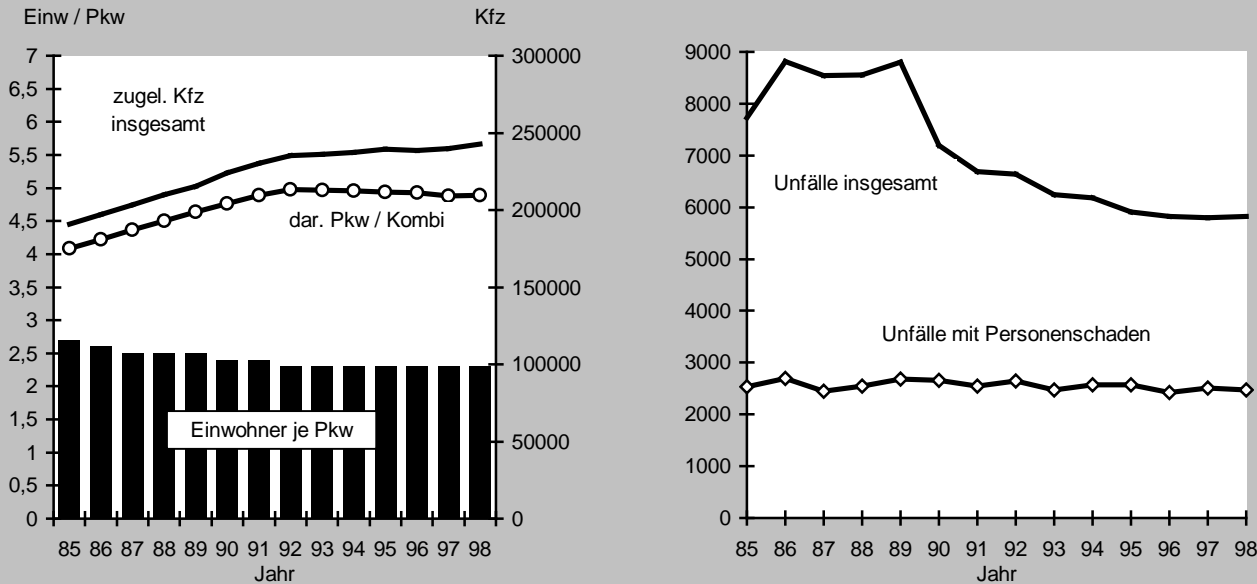 Einw / Pkw
Kfz
7
6,5
6
5,5
5
4,5
4
3,5
3
2,5
2
1,5
1
0,5
0
300000
250000
200000
150000
100000
50000
0
zugel. Kfz
insgesamt
dar. Pkw / Kombi
Einwohner je Pkw
85 86 87 88 89 90 91 92 93 94 95 96 97 98
Jahr
9000
8000
7000
6000
5000
4000
3000
2000
1000
0
Unfälle insgesamt
Unfälle mit Personenschaden
85 86 87 88 89 90 91 92 93 94 95 96 97 98
Jahr